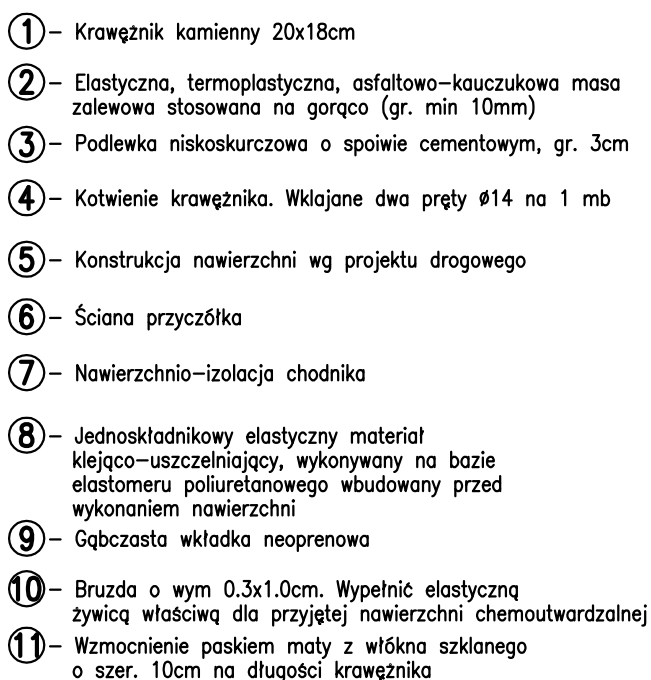 1 – Krawężnik kamienny 20x18cm
2 – Elastyczna, termoplastyczna, asfaltowo–kauczukowa masa
zalewowa stosowana na gorąco (gr. min 10mm)
3 – Podlewka niskoskurczowa o spoiwie cementowym, gr. 3cm
4 – Kotwienie krawężnika. Wklajane dwa pręty ø14 na 1 mb
5 – Konstrukcja nawierzchni wg projektu drogowego
6 – Ściana przyczółka
7 – Nawierzchnio–izolacja chodnika
8 – Jednoskładnikowy elastyczny materiał
klejąco–uszczelniający, wykonywany na bazie
elastomeru poliuretanowego wbudowany przed
wykonaniem nawierzchni
9 – Gąbczasta wkładka neoprenowa
10 – Bruzda o wym 0.3x1.0cm. Wypełnić elastyczną
żywicą właściwą dla przyjętej nawierzchni chemoutwardzalnej
11 – Wzmocnienie paskiem maty z włókna szklanego
o szer. 10cm na długości krawężnika